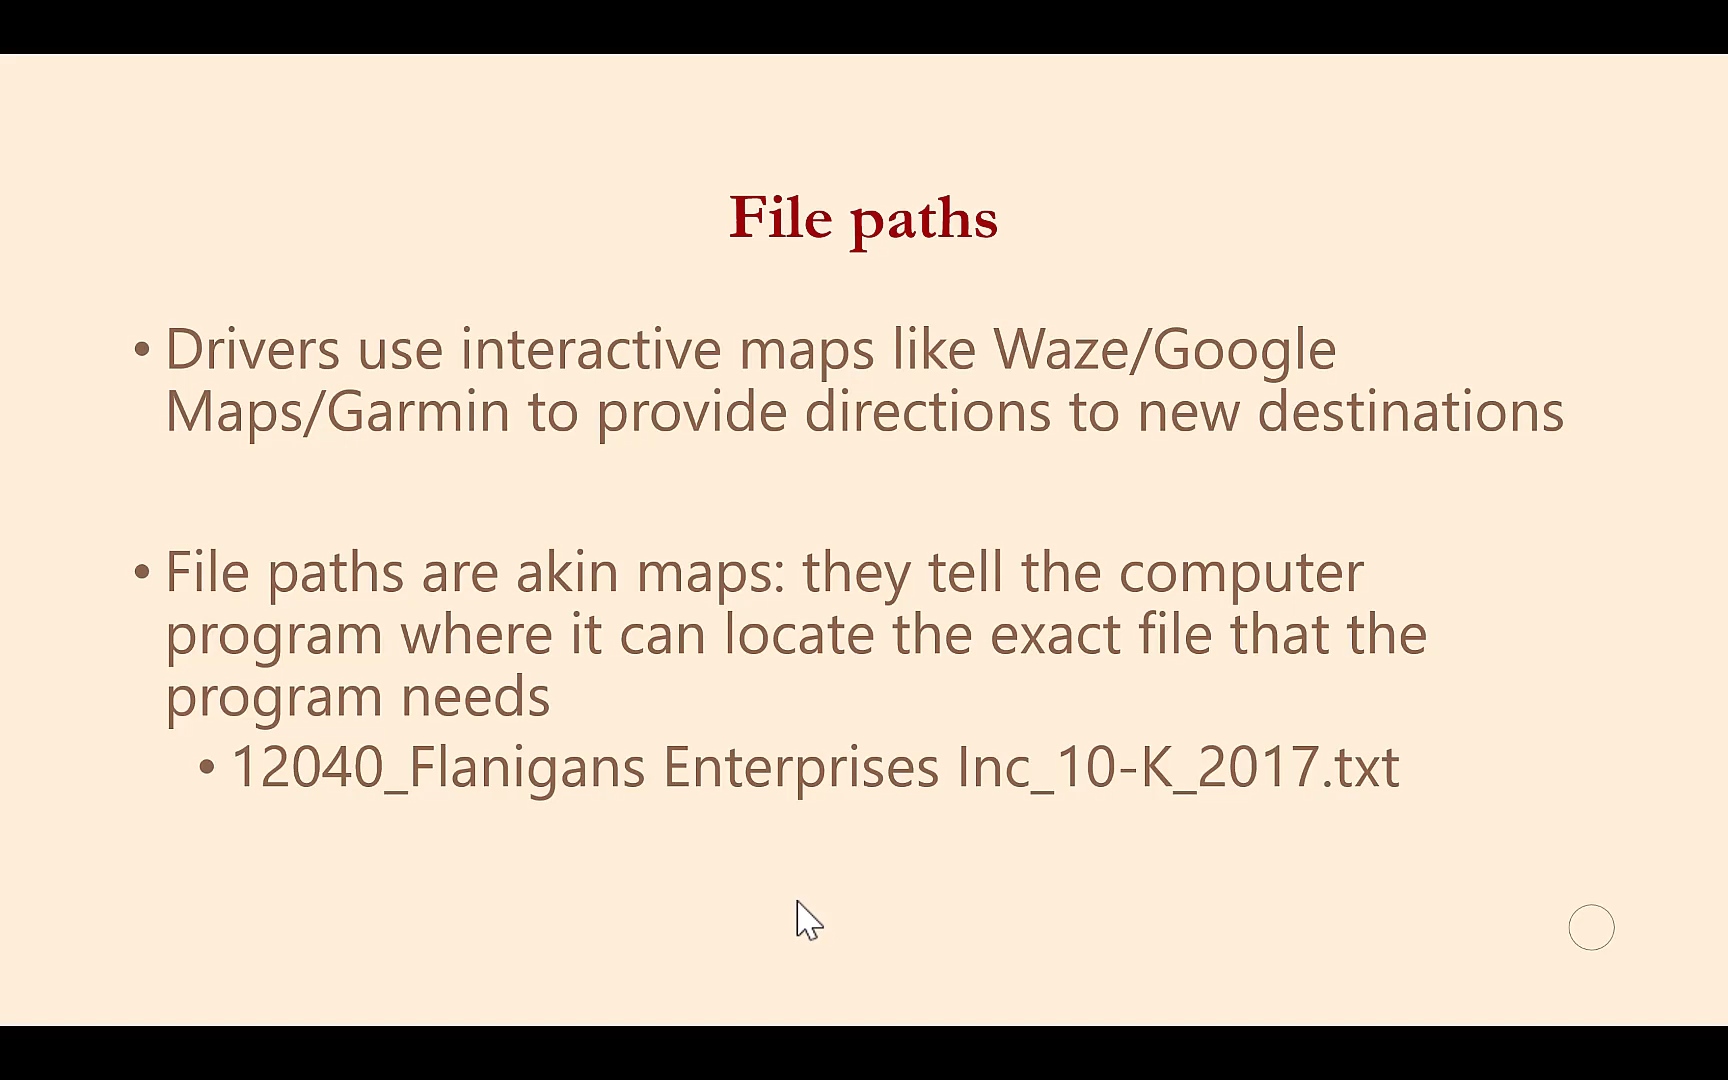 File paths
• Drivers use interactive maps like Waze/Google
Maps/Garmin to provide directions to new destinations
• File paths are akin maps: they tell the computer
program where it can locate the exact file that the
program needs
• 12040_Flanigans Enterprises Inc_10-K_2017.txt